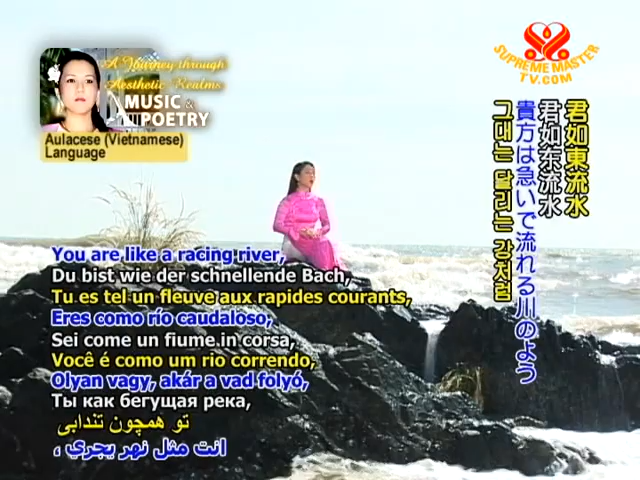 A Journey through
Aesthetic Realms
MUSIC &
POETRY
Aulacese (Vietnamese)
Language
SUPREME MASTER
TV.COM
君如東流水
君如东流水
貴方は急いで流れる川のよう
그대는 달리는 강처럼
You are like a racing river,
Du bist wie der schnellende Bach,
Tu es tel un fleuve aux rapides courants,
Eres como río caudaloso,
Sei come un fiume in corsa,
Você é como um rio correndo,
Olyan vagy, akár a vad folyó,
Ты как бегущая река,
تو همچون تندابی
انت مثل نهر يجري ،